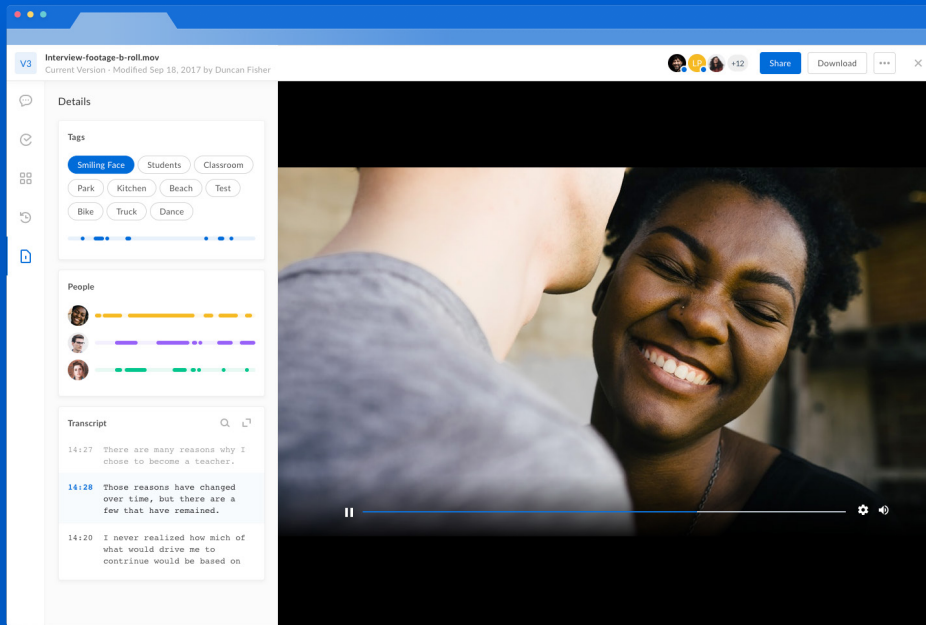 V3
Interview-footage-b-roll.mov
Current Version - Modified Sep 18, 2017 by Duncan Fisher
LP
+12
Share
Download
Details
Tags
Smiling Face
Students
Classroom
Park
Kitchen
Beach
Test
Bike
Truck
Dance
People
Transcript
14:27 There are many reasons why I
chose to become a teacher.
14:28 Those reasons have changed
over time, but there are a
few that have remained.
14:20 I never realized how mich of
what would drive me to
contrinue would be based on